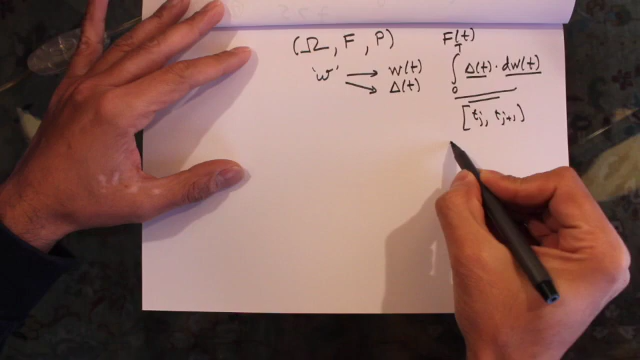 (Ω, F, P)
'w' → w(t)
→ Δ(t)
F(t)
∫₀ᵀ Δ(t) · dw(t)
[tⱼ, tⱼ₊₁)